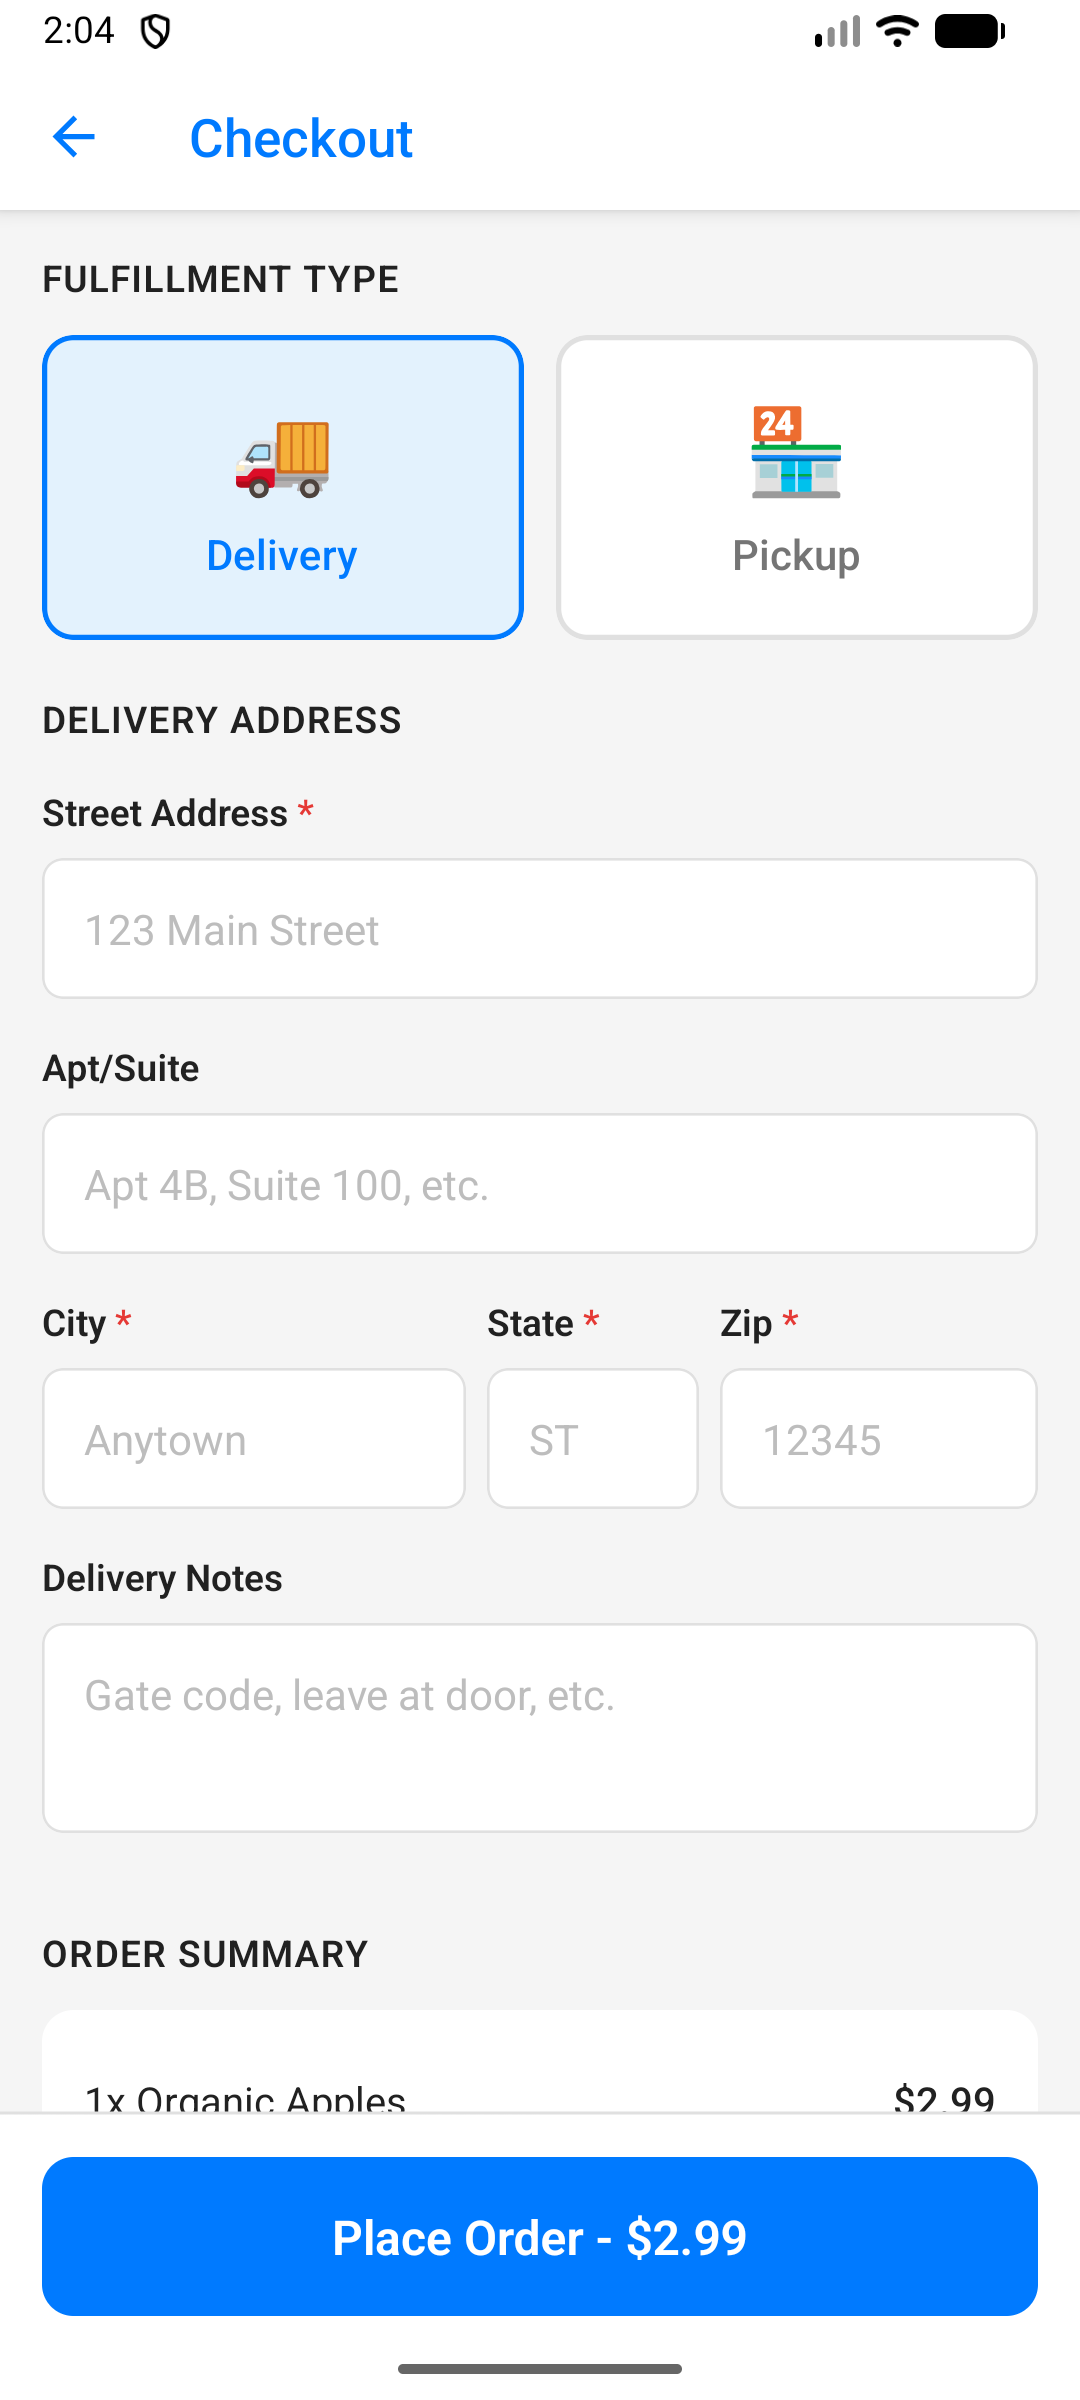 2:04
Checkout
FULFILLMENT TYPE
24
Delivery
Pickup
DELIVERY ADDRESS
Street Address *
123 Main Street
Apt/Suite
Apt 4B, Suite 100, etc.
City *
State *
Zip *
Anytown
ST
12345
Delivery Notes
Gate code, leave at door, etc.
ORDER SUMMARY
1x Organic Apples
$2.99
Place Order - $2.99